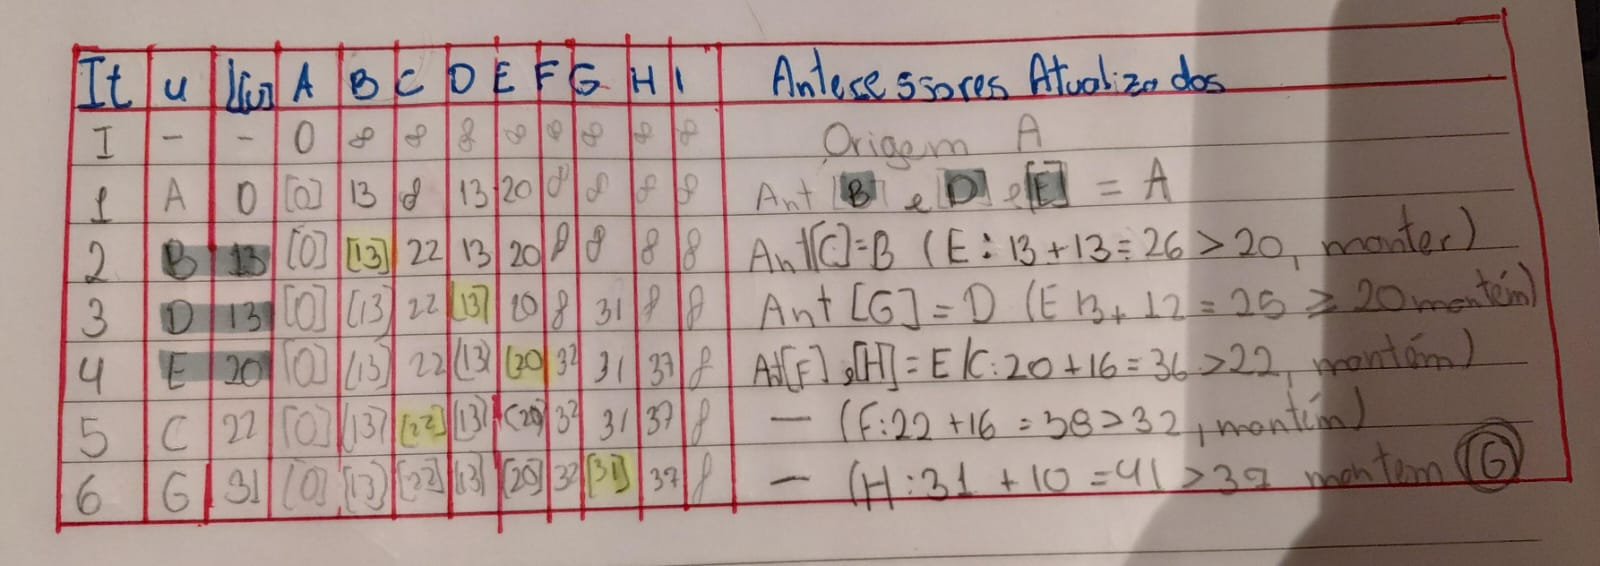 It u L[u] A B C D E F G H I Antecessores Atualizados
I - - 0 ∞ ∞ ∞ ∞ ∞ ∞ ∞ ∞ Origem A
1 A 0 [0] 13 ∞ 13 20 ∞ ∞ ∞ ∞ Ant [B] e [D] e [E] = A
2 B 13 [0] [13] 22 13 20 ∞ ∞ ∞ ∞ Ant[C]=B (E: 13+13=26>20, manter)
3 D 13 [0] [13] 22 [13] 20 ∞ 31 ∞ ∞ Ant [G] = D (E 13+12=25 ≥ 20 mantém)
4 E 20 [0] [13] 22 [13] [20] 32 31 37 ∞ At[F] e [H] = E (C: 20+16=36>22, mantém)
5 C 22 [0] [13] [22] [13] [20] 32 31 37 ∞ — (F: 22+16=38>32, mantém)
6 G 31 [0] [13] [22] [13] [20] 32 [31] 37 ∞ — (H: 31+10=41>37 mantem G